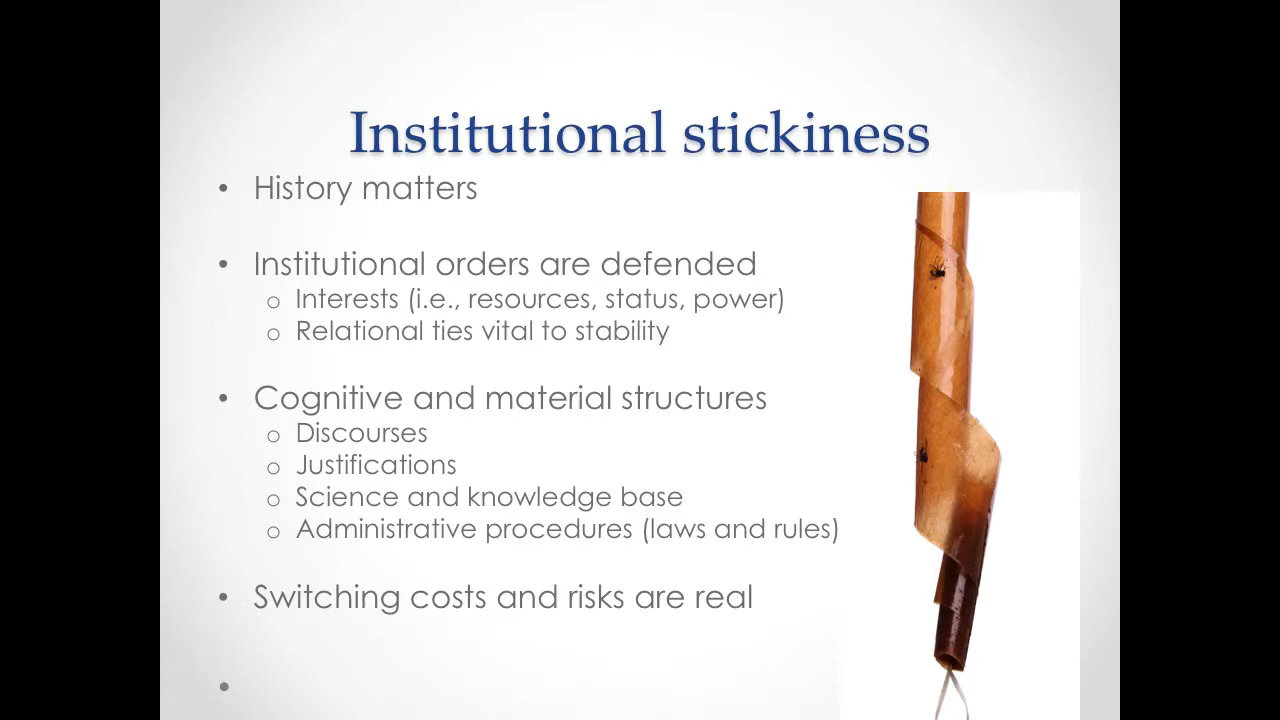 Institutional stickiness
• History matters
• Institutional orders are defended
o Interests (i.e., resources, status, power)
o Relational ties vital to stability
• Cognitive and material structures
o Discourses
o Justifications
o Science and knowledge base
o Administrative procedures (laws and rules)
• Switching costs and risks are real
•